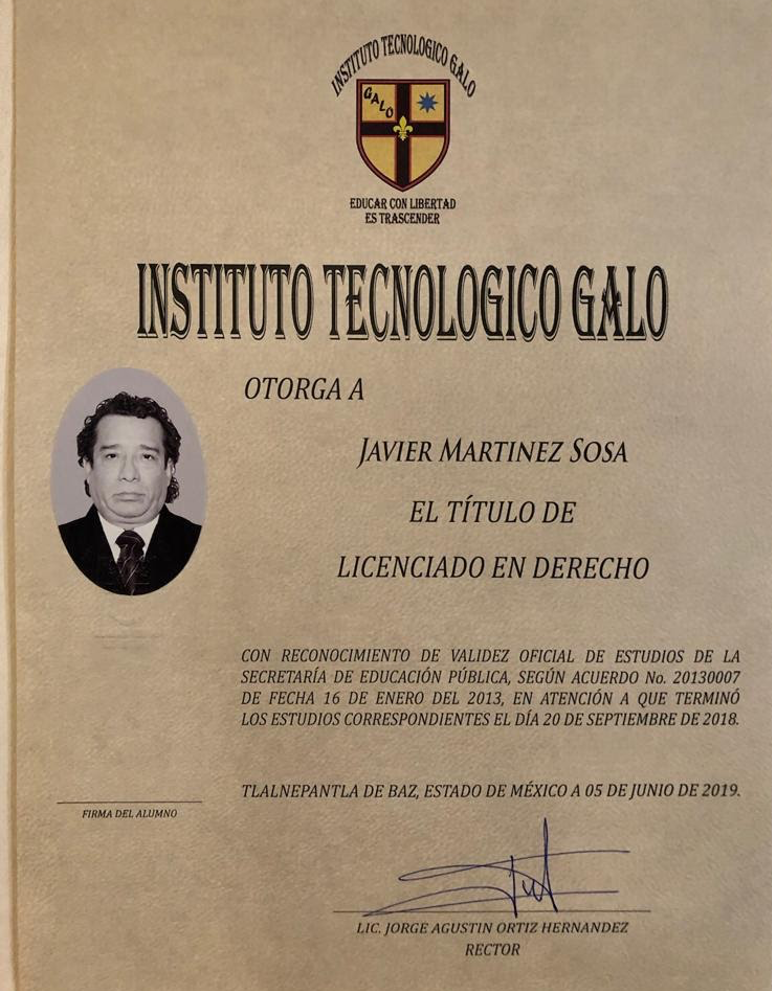 INSTITUTO TECNOLOGICO GALO
GALO
EDUCAR CON LIBERTAD
ES TRASCENDER
INSTITUTO TECNOLOGICO GALO
OTORGA A
JAVIER MARTINEZ SOSA
EL TÍTULO DE
LICENCIADO EN DERECHO
CON RECONOCIMIENTO DE VALIDEZ OFICIAL DE ESTUDIOS DE LA
SECRETARÍA DE EDUCACIÓN PÚBLICA, SEGÚN ACUERDO No. 20130007
DE FECHA 16 DE ENERO DEL 2013, EN ATENCIÓN A QUE TERMINÓ
LOS ESTUDIOS CORRESPONDIENTES EL DÍA 20 DE SEPTIEMBRE DE 2018.
TLALNEPANTLA DE BAZ, ESTADO DE MÉXICO A 05 DE JUNIO DE 2019.
FIRMA DEL ALUMNO
LIC. JORGE AGUSTIN ORTIZ HERNANDEZ
RECTOR